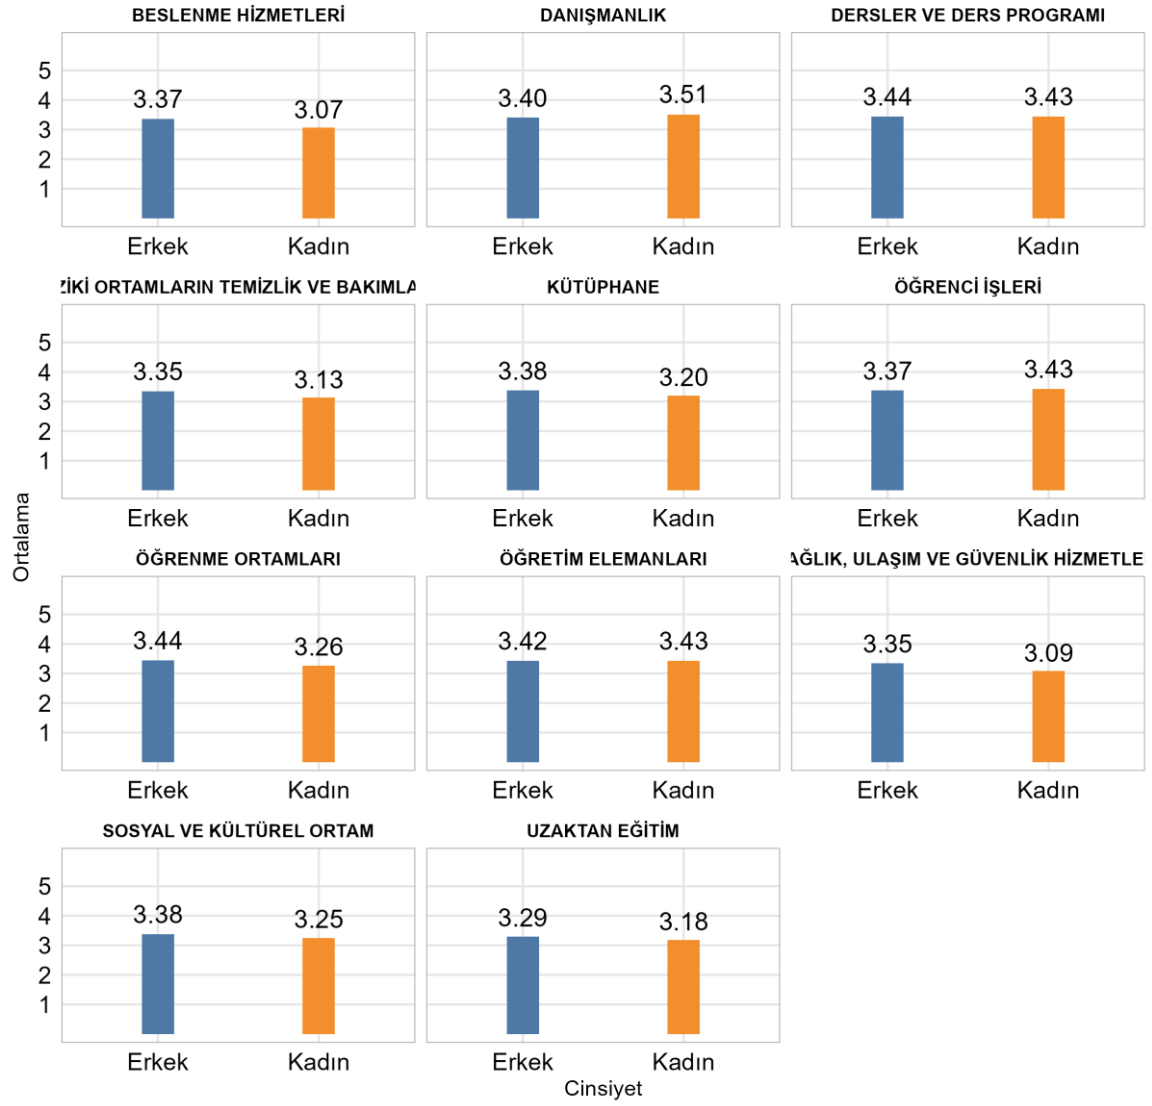 BESLENME HİZMETLERİ
5
4
3
2
1
3.37
3.07
Erkek
Kadın
DANIŞMANLIK
3.40
3.51
Erkek
Kadın
DERSLER VE DERS PROGRAMI
3.44
3.43
Erkek
Kadın
ZİKİ ORTAMLARIN TEMİZLİK VE BAKIMLA
5
4
3
2
1
3.35
3.13
Erkek
Kadın
KÜTÜPHANE
3.38
3.20
Erkek
Kadın
ÖĞRENCİ İŞLERİ
3.37
3.43
Erkek
Kadın
Ortalama
ÖĞRENME ORTAMLARI
5
4
3
2
1
3.44
3.26
Erkek
Kadın
ÖĞRETİM ELEMANLARI
3.42
3.43
Erkek
Kadın
AĞLIK, ULAŞIM VE GÜVENLİK HİZMETLE
3.35
3.09
Erkek
Kadın
SOSYAL VE KÜLTÜREL ORTAM
5
4
3
2
1
3.38
3.25
Erkek
Kadın
UZAKTAN EĞİTİM
3.29
3.18
Erkek
Kadın
Cinsiyet